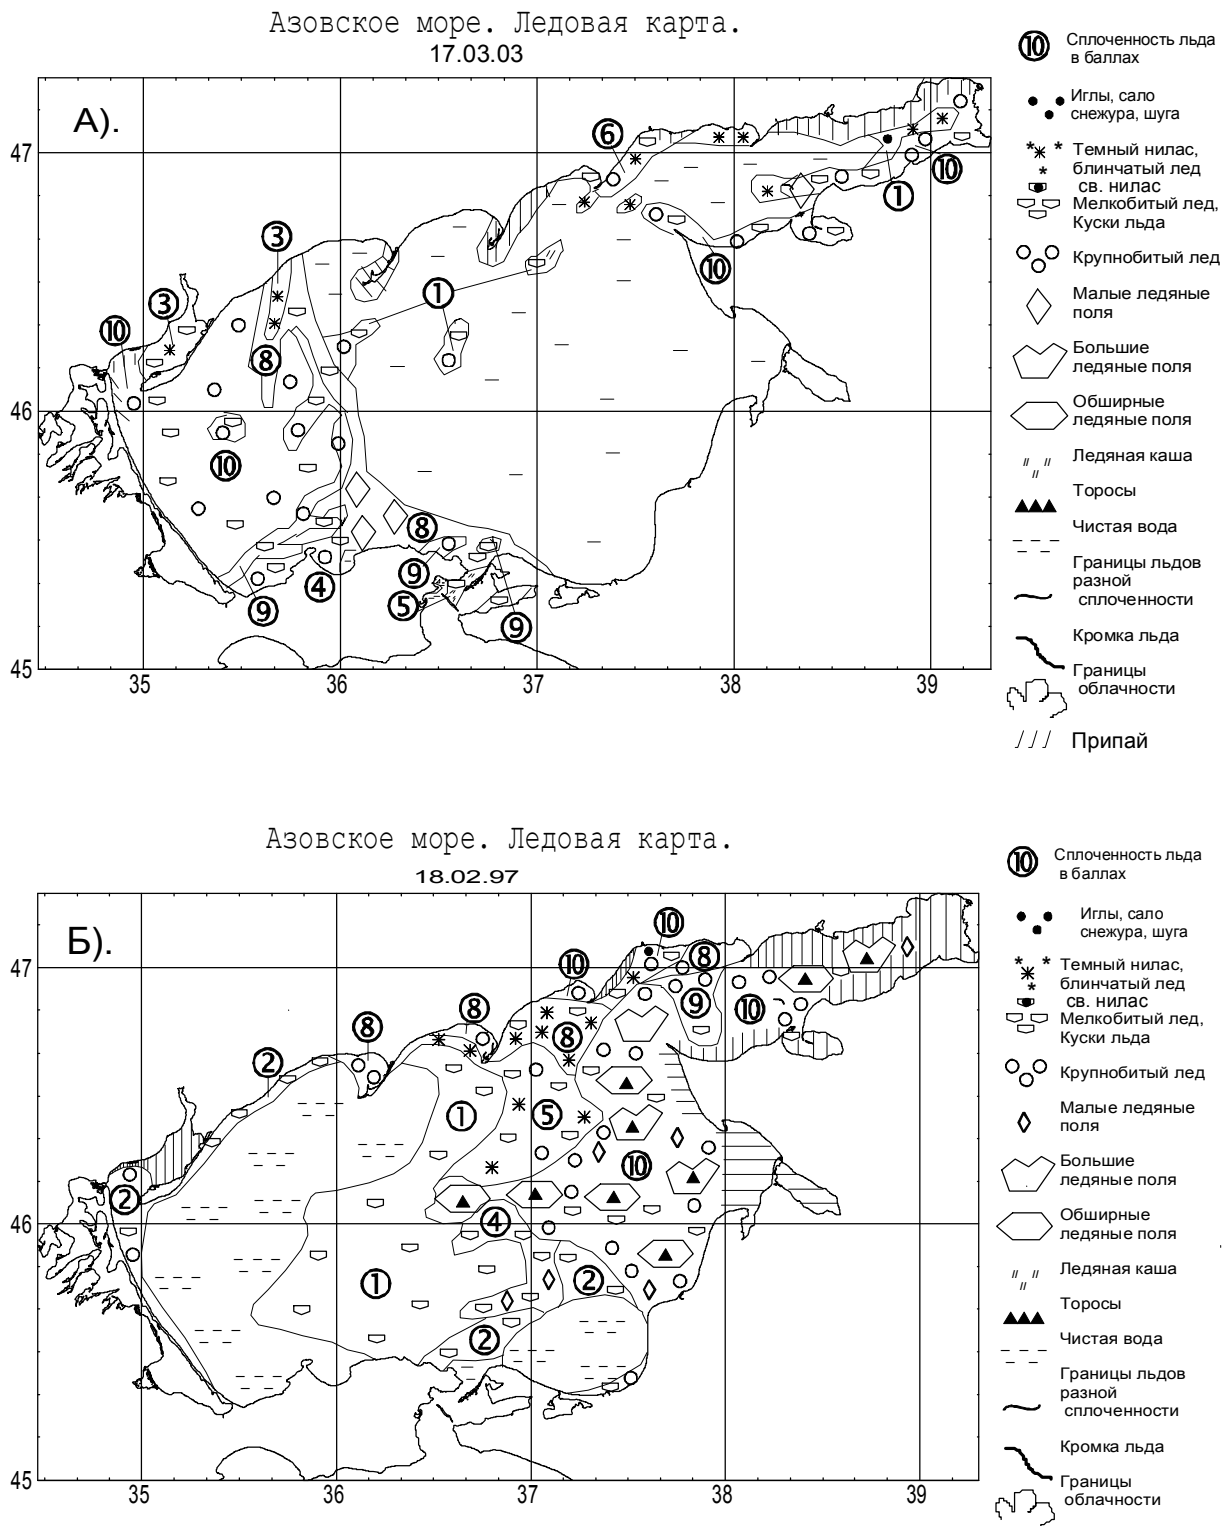 Азовское море. Ледовая карта.
17.03.03
А).
47
46
45
35
36
37
38
39
10
3
3
8
10
9
4
1
8
9
5
9
6
10
1
10
10
Сплоченность льда
в баллах
Иглы, сало
снежура, шуга
Темный нилас,
блинчатый лед
св. нилас
Мелкобитый лед,
Куски льда
Крупнобитый лед
Малые ледяные
поля
Большие
ледяные поля
Обширные
ледяные поля
Ледяная каша
Торосы
Чистая вода
Границы льдов
разной
сплоченности
Кромка льда
Границы
облачности
Припай
Азовское море. Ледовая карта.
18.02.97
Б).
47
46
45
35
36
37
38
39
2
2
8
8
10
10
8
9
10
8
1
5
10
4
1
2
2
10
Сплоченность льда
в баллах
Иглы, сало
снежура, шуга
Темный нилас,
блинчатый лед
св. нилас
Мелкобитый лед,
Куски льда
Крупнобитый лед
Малые ледяные
поля
Большие
ледяные поля
Обширные
ледяные поля
Ледяная каша
Торосы
Чистая вода
Границы льдов
разной
сплоченности
Кромка льда
Границы
облачности